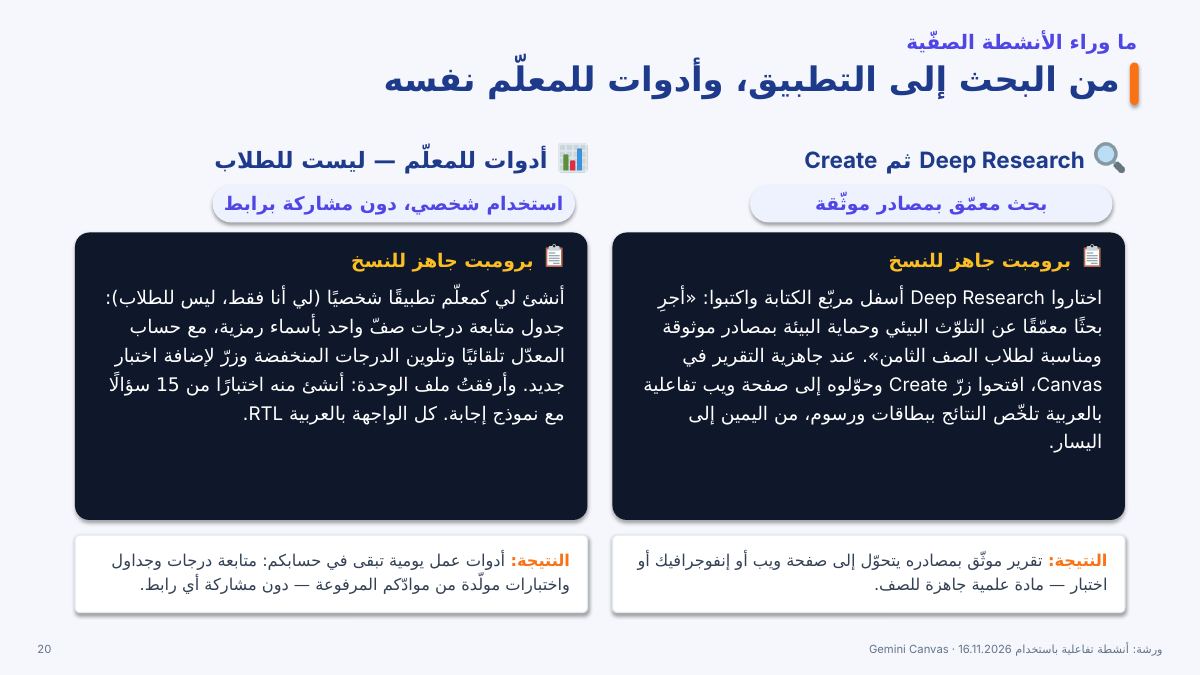 ما وراء الأنشطة الصفّية
من البحث إلى التطبيق، وأدوات للمعلّم نفسه
Deep Research ثم Create
بحث معمّق بمصادر موثّقة
برومبت جاهز للنسخ
اختاروا Deep Research أسفل مربّع الكتابة واكتبوا: «أجرِ
بحثًا معمّقًا عن التلوّث البيئي وحماية البيئة بمصادر موثوقة
ومناسبة لطلاب الصف الثامن». عند جاهزية التقرير في
Canvas، افتحوا زرّ Create وحوّلوه إلى صفحة ويب تفاعلية
بالعربية تلخّص النتائج ببطاقات ورسوم، من اليمين إلى
اليسار.
النتيجة: تقرير موثّق بمصادره يتحوّل إلى صفحة ويب أو إنفوجرافيك أو
اختبار — مادة علمية جاهزة للصف.
أدوات للمعلّم — ليست للطلاب
استخدام شخصي، دون مشاركة برابط
برومبت جاهز للنسخ
أنشئ لي كمعلّم تطبيقًا شخصيًا (لي أنا فقط، ليس للطلاب):
جدول متابعة درجات صفّ واحد بأسماء رمزية، مع حساب
المعدّل تلقائيًا وتلوين الدرجات المنخفضة وزرّ لإضافة اختبار
جديد. وأرفقتُ ملف الوحدة: أنشئ منه اختبارًا من 15 سؤالًا
مع نموذج إجابة. كل الواجهة بالعربية RTL.
النتيجة: أدوات عمل يومية تبقى في حسابكم: متابعة درجات وجداول
واختبارات مولّدة من موادّكم المرفوعة — دون مشاركة أي رابط.
ورشة: أنشطة تفاعلية باستخدام Gemini Canvas · 16.11.2026
20